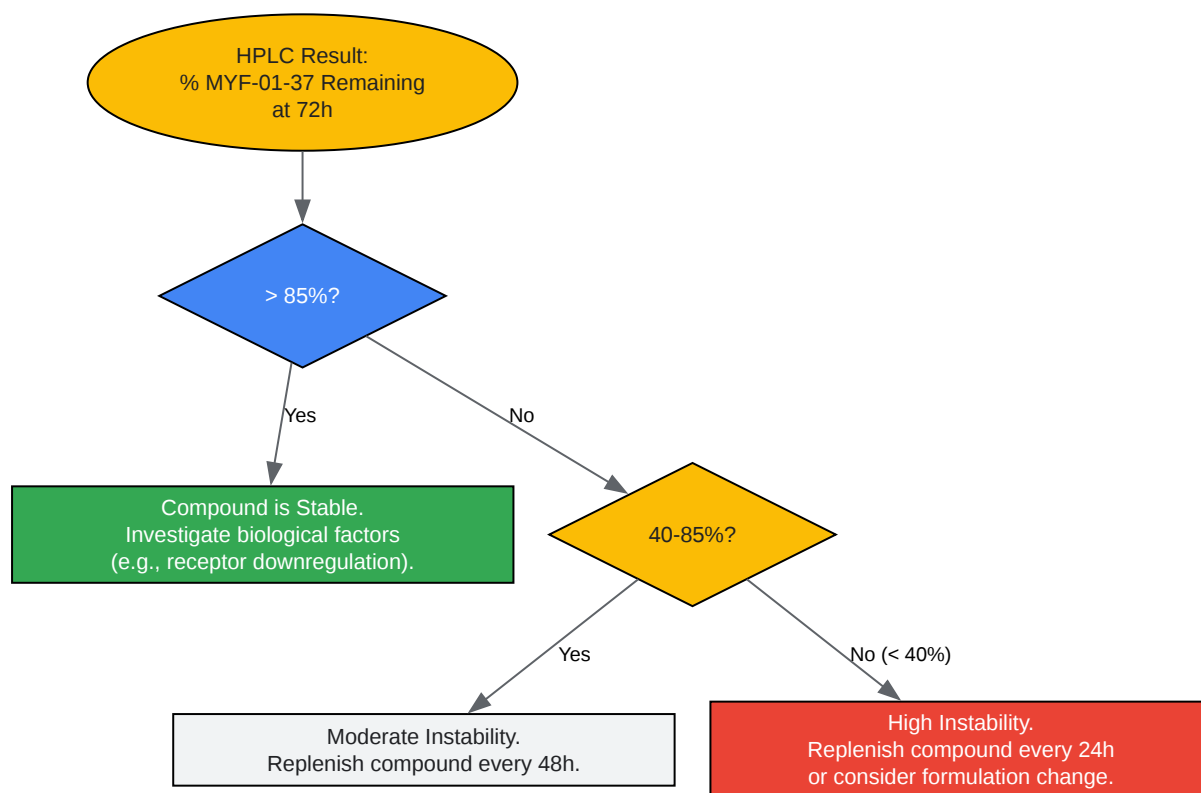 HPLC Result:
% MYF-01-37 Remaining
at 72h
> 85%?
Yes
No
Compound is Stable.
Investigate biological factors
(e.g., receptor downregulation).
40-85%?
Yes
No (< 40%)
Moderate Instability.
Replenish compound every 48h.
High Instability.
Replenish compound every 24h
or consider formulation change.